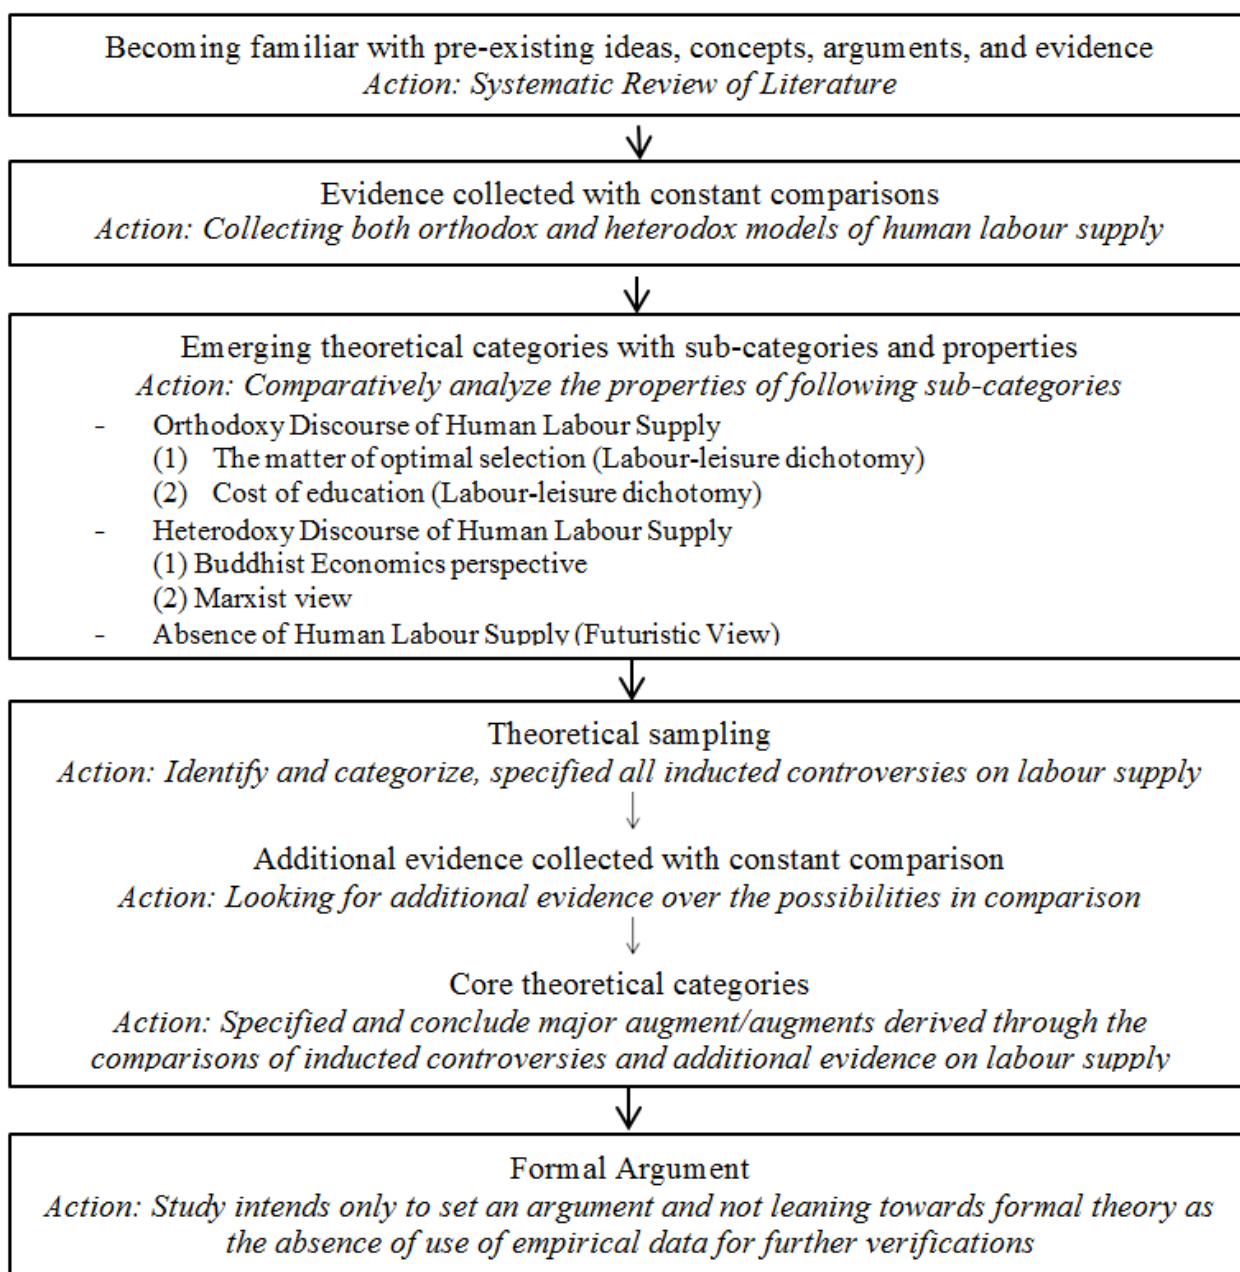 Becoming familiar with pre-existing ideas, concepts, arguments, and evidence
Action: Systematic Review of Literature
Evidence collected with constant comparisons
Action: Collecting both orthodox and heterodox models of human labour supply
Emerging theoretical categories with sub-categories and properties
Action: Comparatively analyze the properties of following sub-categories
- Orthodoxy Discourse of Human Labour Supply
(1) The matter of optimal selection (Labour-leisure dichotomy)
(2) Cost of education (Labour-leisure dichotomy)
- Heterodoxy Discourse of Human Labour Supply
(1) Buddhist Economics perspective
(2) Marxist view
- Absence of Human Labour Supply (Futuristic View)
Theoretical sampling
Action: Identify and categorize, specified all inducted controversies on labour supply
Additional evidence collected with constant comparison
Action: Looking for additional evidence over the possibilities in comparison
Core theoretical categories
Action: Specified and conclude major augment/augments derived through the
comparisons of inducted controversies and additional evidence on labour supply
Formal Argument
Action: Study intends only to set an argument and not leaning towards formal theory as
the absence of use of empirical data for further verifications